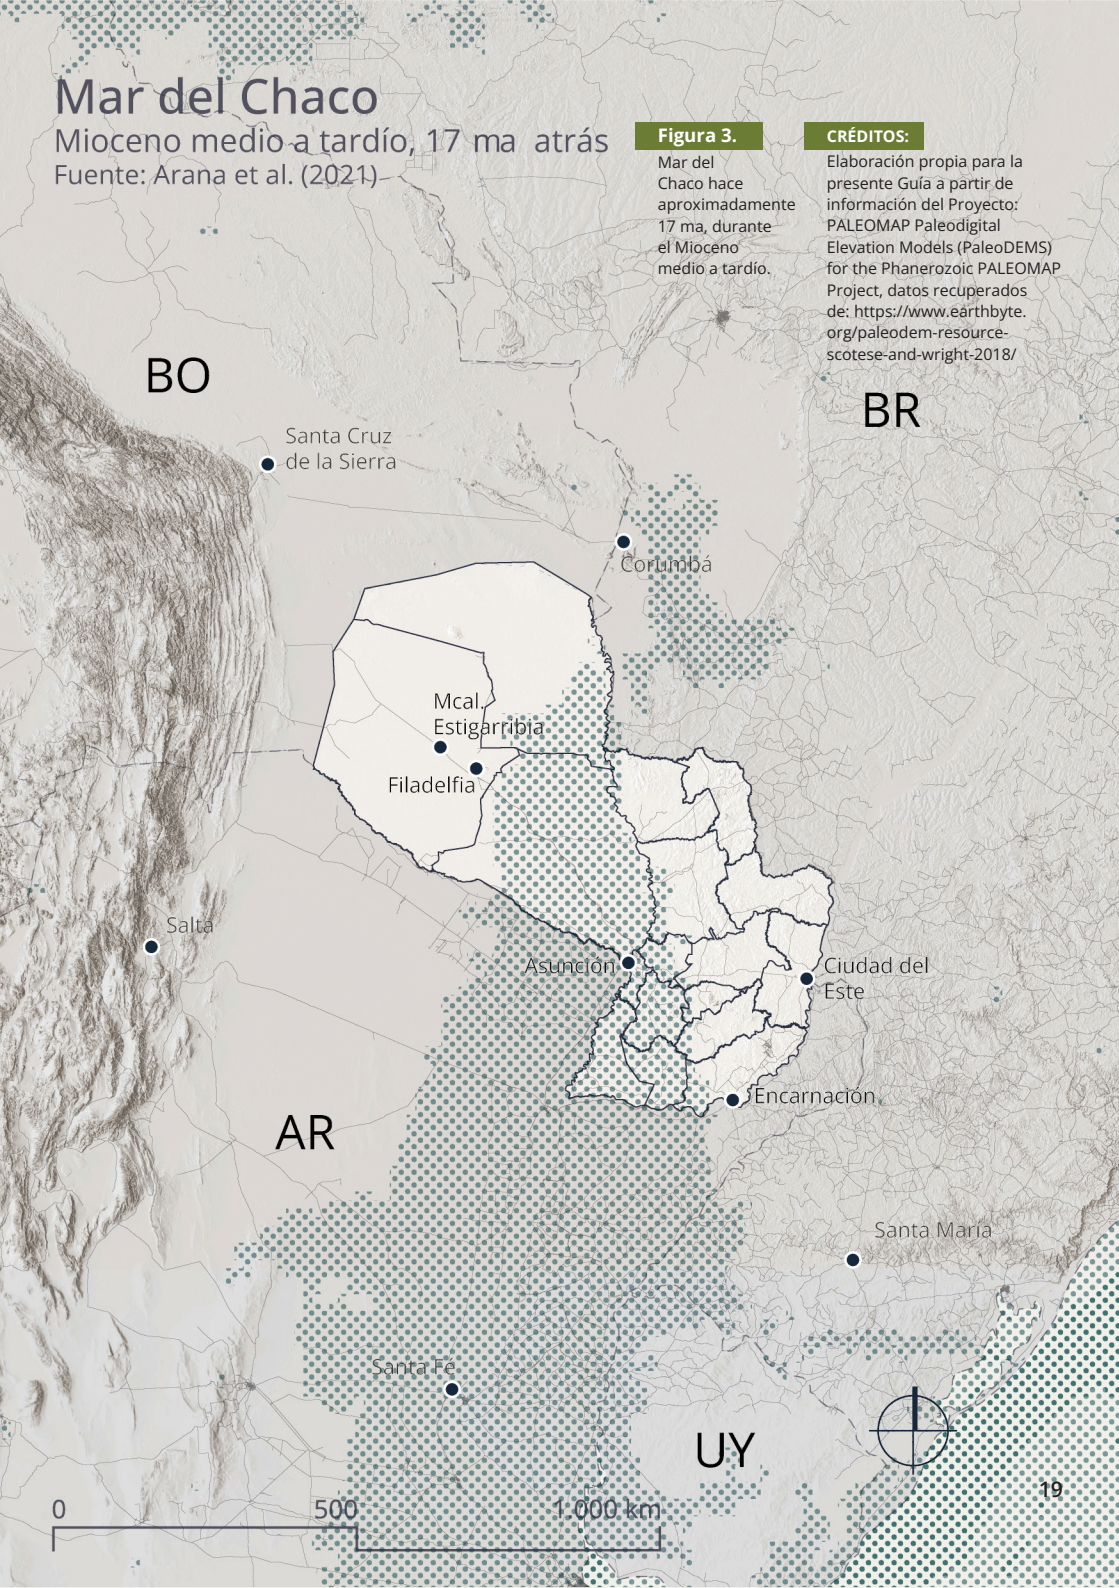 Mar del Chaco
Mioceno medio a tardío, 17 ma atrás
Fuente: Arana et al. (2021)
Figura 3.
Mar del
Chaco hace
aproximadamente
17 ma, durante
el Mioceno
medio a tardío.
CRÉDITOS:
Elaboración propia para la
presente Guía a partir de
información del Proyecto:
PALEOMAP Paleodigital
Elevation Models (PaleoDEMS)
for the Phanerozoic PALEOMAP
Project, datos recuperados
de: https://www.earthbyte.
org/paleodem-resource-
scotese-and-wright-2018/
BO
BR
Santa Cruz
de la Sierra
Corumbá
Mcal.
Estigarribia
Filadelfia
Salta
Asunción
Ciudad del
Este
Encarnación
AR
Santa María
Santa Fe
UY
19
0 500 1.000 km